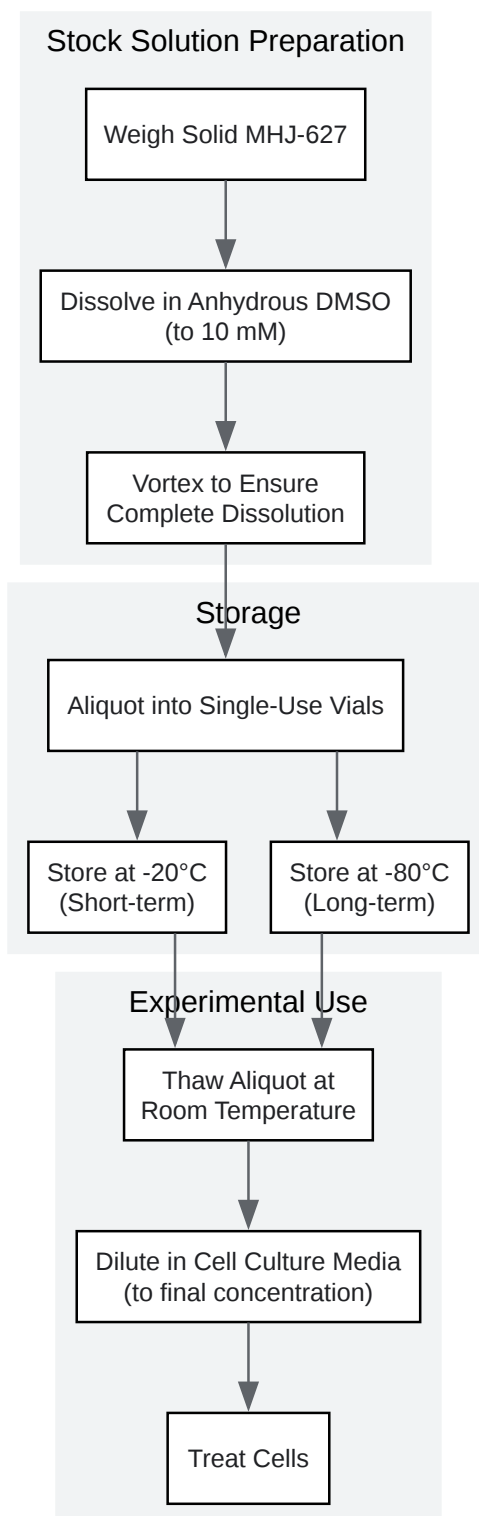 Stock Solution Preparation
Weigh Solid MHJ-627
Dissolve in Anhydrous DMSO
(to 10 mM)
Vortex to Ensure
Complete Dissolution
Storage
Aliquot into Single-Use Vials
Store at -20°C
(Short-term)
Store at -80°C
(Long-term)
Experimental Use
Thaw Aliquot at
Room Temperature
Dilute in Cell Culture Media
(to final concentration)
Treat Cells